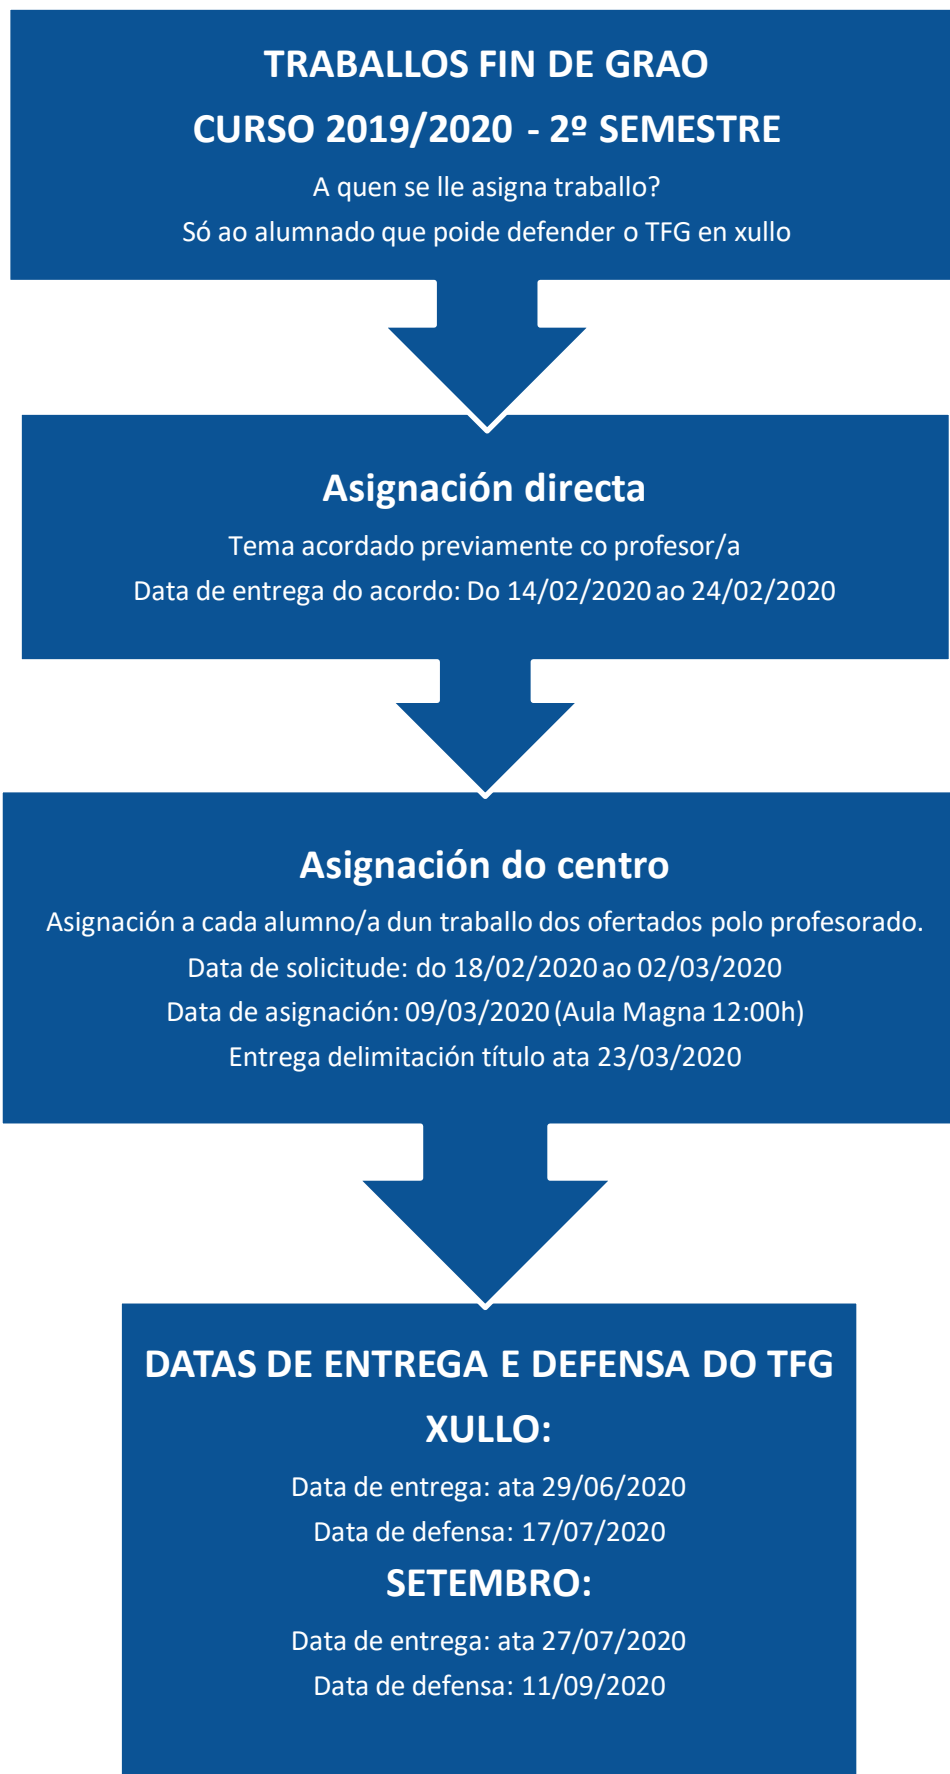 TRABALLOS FIN DE GRAO
CURSO 2019/2020 - 2º SEMESTRE
A quen se lle asigna traballo?
Só ao alumnado que poide defender o TFG en xullo
Asignación directa
Tema acordado previamente co profesor/a
Data de entrega do acordo: Do 14/02/2020 ao 24/02/2020
Asignación do centro
Asignación a cada alumno/a dun traballo dos ofertados polo profesorado.
Data de solicitude: do 18/02/2020 ao 02/03/2020
Data de asignación: 09/03/2020 (Aula Magna 12:00h)
Entrega delimitación título ata 23/03/2020
DATAS DE ENTREGA E DEFENSA DO TFG
XULLO:
Data de entrega: ata 29/06/2020
Data de defensa: 17/07/2020
SETEMBRO:
Data de entrega: ata 27/07/2020
Data de defensa: 11/09/2020